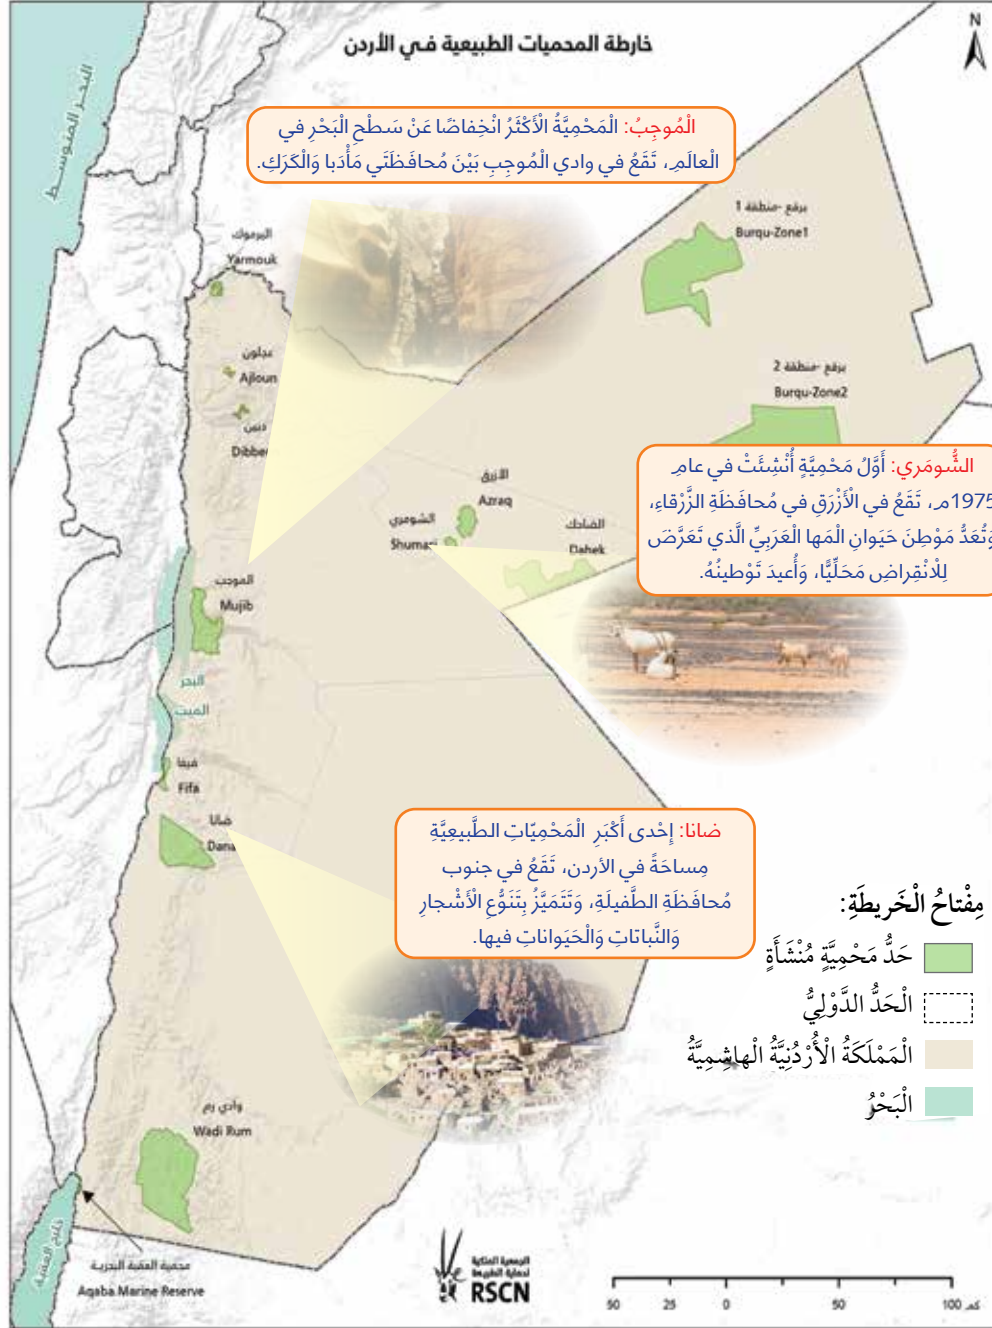 خارطة المحميات الطبيعية في الأردن
N
البحر المتوسط
الْمُوجِبُ: الْمَحْمِيَّةُ الْأَكْثَرُ انْخِفاضًا عَنْ سَطْحِ الْبَحْرِ في
الْعالَمِ، تَقَعُ في وادي الْمُوجِبِ بَيْنَ مُحافَظَتَي مَأْدَبا وَالْكَرَكِ.
برقع -منطقة 1
Burqu-Zone1
اليرموك
Yarmouk
عجلون
Ajloun
برقع -منطقة 2
Burqu-Zone2
دبين
الشُّومَري: أَوَّلُ مَحْمِيَّةٍ أُنْشِئَتْ في عامِ
1975م، تَقَعُ في الْأَزْرَقِ في مُحافَظَةِ الزَّرْقاءِ،
وَتُعَدُّ مَوْطِنَ حَيَوانِ الْمَها الْعَرَبِيِّ الَّذي تَعَرَّضَ
لِلْانْقِراضِ مَحَلِّيًّا، وَأُعيدَ تَوْطينُهُ.
الأزرق
Azraq
الشومري
Shumari
الضاحك
Dahek
الموجب
Mujib
البحر
الميت
فيفا
Fifa
ضانا
Dana
ضانا: إِحْدى أَكْبَرِ الْمَحْمِيّاتِ الطَّبيعِيَّةِ
مِساحَةً في الأردن، تَقَعُ في جنوب
مُحافَظَةِ الطَّفيلَةِ، وَتَتَمَيَّزُ بِتَنَوُّعِ الْأَشْجارِ
وَالنَّباتاتِ وَالْحَيَواناتِ فيها.
مِفْتاحُ الْخَريطَةِ:
حَدُّ مَحْمِيَّةٍ مُنْشَأَةٍ
الْحَدُّ الدَّوْلِيُّ
الْمَمْلَكَةُ الْأُرْدُنِيَّةُ الْهاشِمِيَّةُ
الْبَحْرُ
وادي رم
Wadi Rum
خليج العقبة
محمية العقبة البحرية
Aqaba Marine Reserve
الجمعية الملكية
لحماية الطبيعة
RSCN
50 25 0 50 100 كم